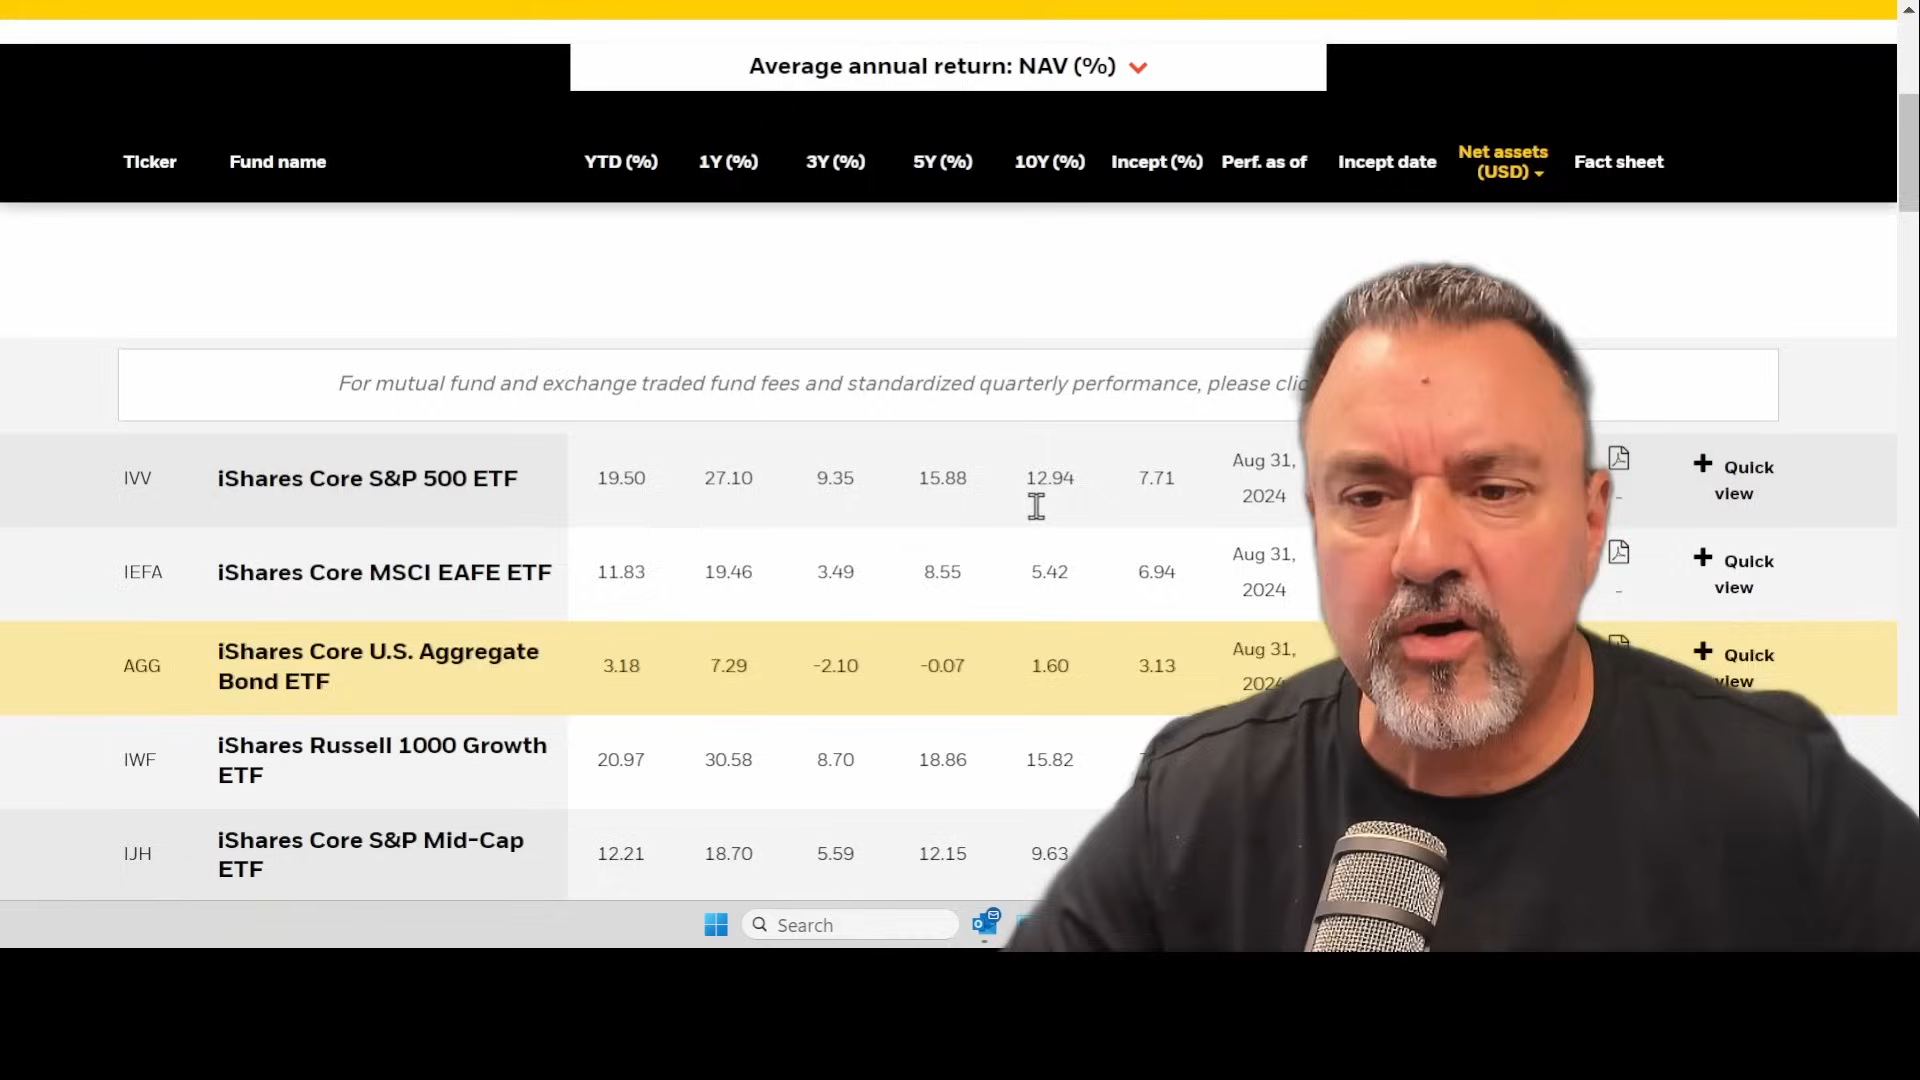 Average annual return: NAV (%)
Ticker Fund name YTD (%) 1Y (%) 3Y (%) 5Y (%) 10Y (%) Incept (%) Perf. as of Incept date Net assets (USD) Fact sheet
For mutual fund and exchange traded fund fees and standardized quarterly performance, please
IVV iShares Core S&P 500 ETF 19.50 27.10 9.35 15.88 12.94 7.71 Aug 31, 2024 - + Quick view
IEFA iShares Core MSCI EAFE ETF 11.83 19.46 3.49 8.55 5.42 6.94 Aug 31, 2024 - + Quick view
AGG iShares Core U.S. Aggregate Bond ETF 3.18 7.29 -2.10 -0.07 1.60 3.13 Aug 31, 2024 + Quick view
IWF iShares Russell 1000 Growth ETF 20.97 30.58 8.70 18.86 15.82
IJH iShares Core S&P Mid-Cap ETF 12.21 18.70 5.59 12.15 9.63
Search